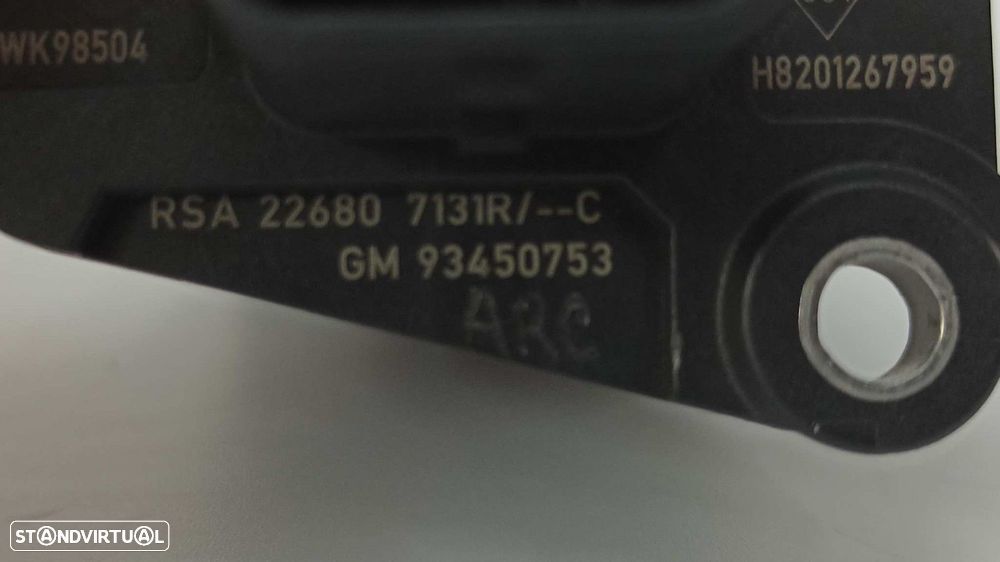 WK98504
H8201267959
RSA 22680 7131R/--C
GM 93450753
ARC
STANDVIRTUAL